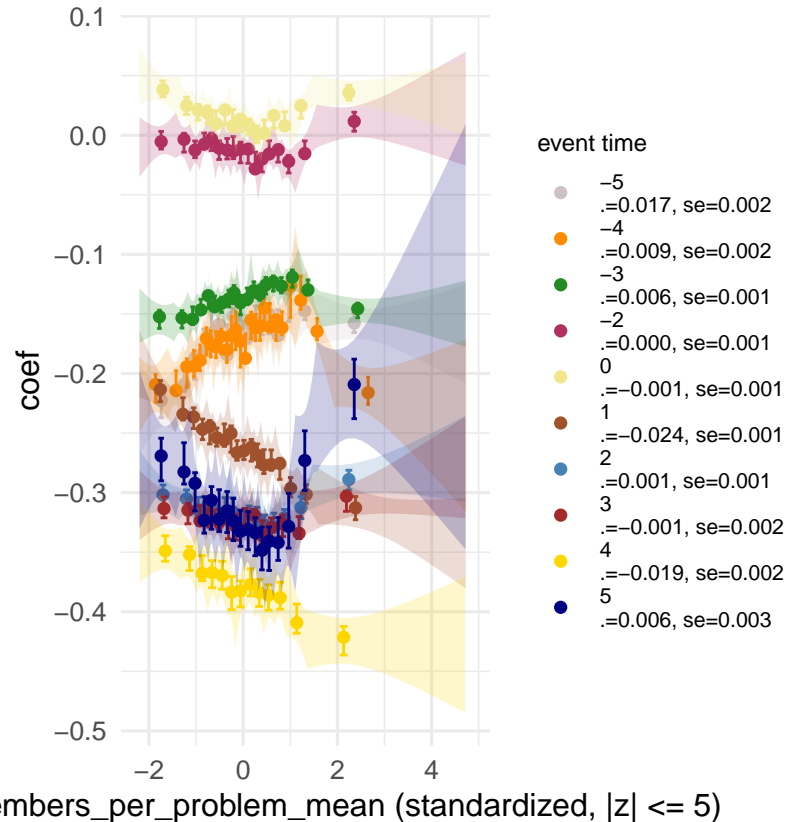 0.1
0.0
−0.1
−0.2
−0.3
−0.4
−0.5
coef
−2 0 2 4
embers_per_problem_mean (standardized, |z| <= 5)
event time
−5
.=0.017, se=0.002
−4
.=0.009, se=0.002
−3
.=0.006, se=0.001
−2
.=0.000, se=0.001
0
.=−0.001, se=0.001
1
.=−0.024, se=0.001
2
.=0.001, se=0.001
3
.=−0.001, se=0.002
4
.=−0.019, se=0.002
5
.=0.006, se=0.003